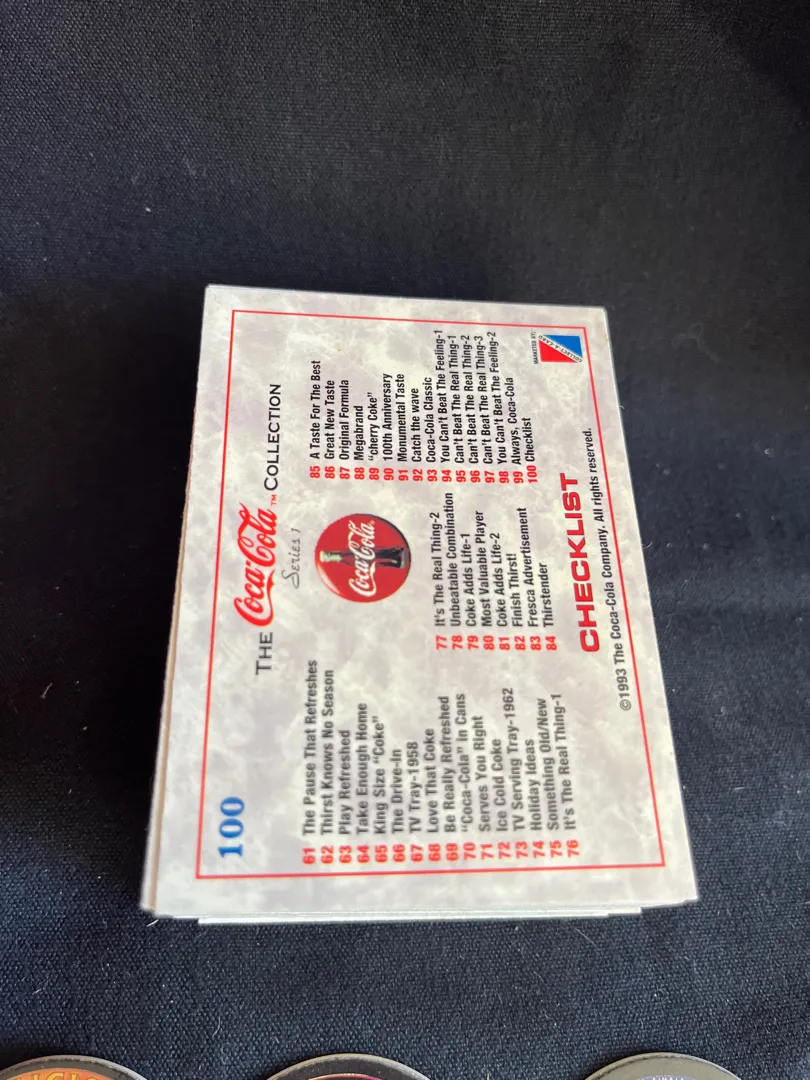 100
THE Coca-Cola™ COLLECTION
Series 1
61 The Pause That Refreshes
62 Thirst Knows No Season
63 Play Refreshed
64 Take Enough Home
65 King Size "Coke"
66 The Drive-In
67 TV Tray-1958
68 Love That Coke
69 Be Really Refreshed
70 "Coca-Cola" in Cans
71 Serves You Right
72 Ice Cold Coke
73 TV Serving Tray-1962
74 Holiday Ideas
75 Something Old/New
76 It's The Real Thing-1
Coca-Cola
77 It's The Real Thing-2
78 Unbeatable Combination
79 Coke Adds Life-1
80 Most Valuable Player
81 Coke Adds Life-2
82 Finish Thirst!
83 Fresca Advertisement
84 Thirstender
85 A Taste For The Best
86 Great New Taste
87 Original Formula
88 Megabrand
89 "cherry Coke"
90 100th Anniversary
91 Monumental Taste
92 Catch the wave
93 Coca-Cola Classic
94 You Can't Beat The Feeling-1
95 Can't Beat The Real Thing-1
96 Can't Beat The Real Thing-2
97 Can't Beat The Real Thing-3
98 You Can't Beat The Feeling-2
99 Always, Coca-Cola
100 Checklist
MARKETED BY:
COLLECT-A-CARD
CHECKLIST
©1993 The Coca-Cola Company. All rights reserved.